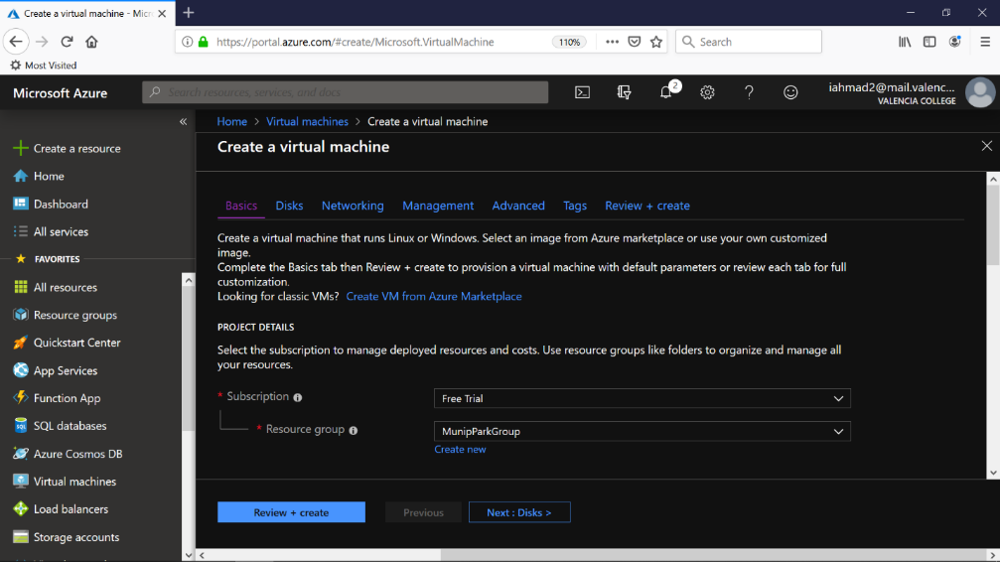 Create a virtual machine - Micro
https://portal.azure.com/#create/Microsoft.VirtualMachine
110%
Search
Most Visited
Microsoft Azure
Search resources, services, and docs
2
iahmad2@mail.valenc...
VALENCIA COLLEGE
Create a resource
Home
Dashboard
All services
FAVORITES
All resources
Resource groups
Quickstart Center
App Services
Function App
SQL databases
Azure Cosmos DB
Virtual machines
Load balancers
Storage accounts
Home > Virtual machines > Create a virtual machine
Create a virtual machine
Basics Disks Networking Management Advanced Tags Review + create
Create a virtual machine that runs Linux or Windows. Select an image from Azure marketplace or use your own customized
image.
Complete the Basics tab then Review + create to provision a virtual machine with default parameters or review each tab for full
customization.
Looking for classic VMs? Create VM from Azure Marketplace
PROJECT DETAILS
Select the subscription to manage deployed resources and costs. Use resource groups like folders to organize and manage all
your resources.
* Subscription
Free Trial
* Resource group
MunipParkGroup
Create new
Review + create
Previous
Next : Disks >